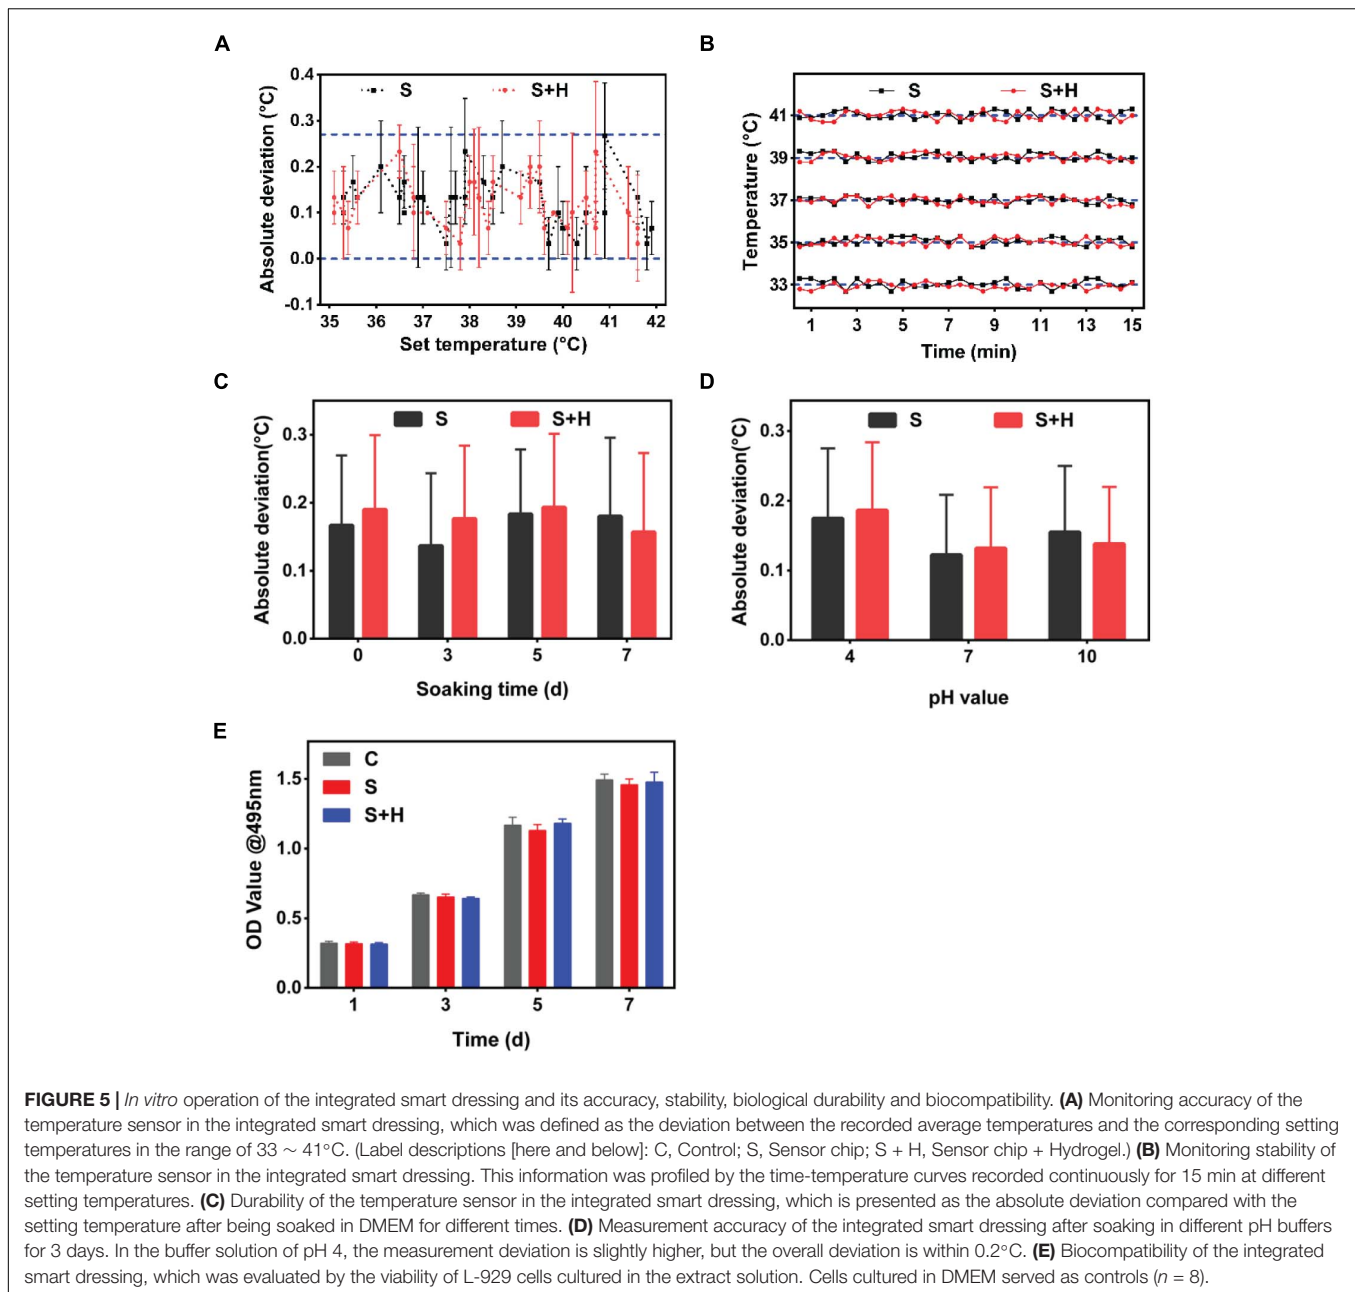 A
Absolute deviation (°C)
0.4
0.3
0.2
0.1
0.0
-0.1
S
S+H
35 36 37 38 39 40 41 42
Set temperature (°C)
B
Temperature (°C)
41
39
37
35
33
S
S+H
1 3 5 7 9 11 13 15
Time (min)
C
Absolute deviation(°C)
0.3
0.2
0.1
0.0
S
S+H
0 3 5 7
Soaking time (d)
D
Absolute deviation(°C)
0.3
0.2
0.1
0.0
S
S+H
4 7 10
pH value
E
OD Value @495nm
1.5
1.0
0.5
0.0
C
S
S+H
1 3 5 7
Time (d)
FIGURE 5 | In vitro operation of the integrated smart dressing and its accuracy, stability, biological durability and biocompatibility. (A) Monitoring accuracy of the
temperature sensor in the integrated smart dressing, which was defined as the deviation between the recorded average temperatures and the corresponding setting
temperatures in the range of 33 ~ 41°C. (Label descriptions [here and below]: C, Control; S, Sensor chip; S + H, Sensor chip + Hydrogel.) (B) Monitoring stability of
the temperature sensor in the integrated smart dressing. This information was profiled by the time-temperature curves recorded continuously for 15 min at different
setting temperatures. (C) Durability of the temperature sensor in the integrated smart dressing, which is presented as the absolute deviation compared with the
setting temperature after being soaked in DMEM for different times. (D) Measurement accuracy of the integrated smart dressing after soaking in different pH buffers
for 3 days. In the buffer solution of pH 4, the measurement deviation is slightly higher, but the overall deviation is within 0.2°C. (E) Biocompatibility of the integrated
smart dressing, which was evaluated by the viability of L-929 cells cultured in the extract solution. Cells cultured in DMEM served as controls (n = 8).